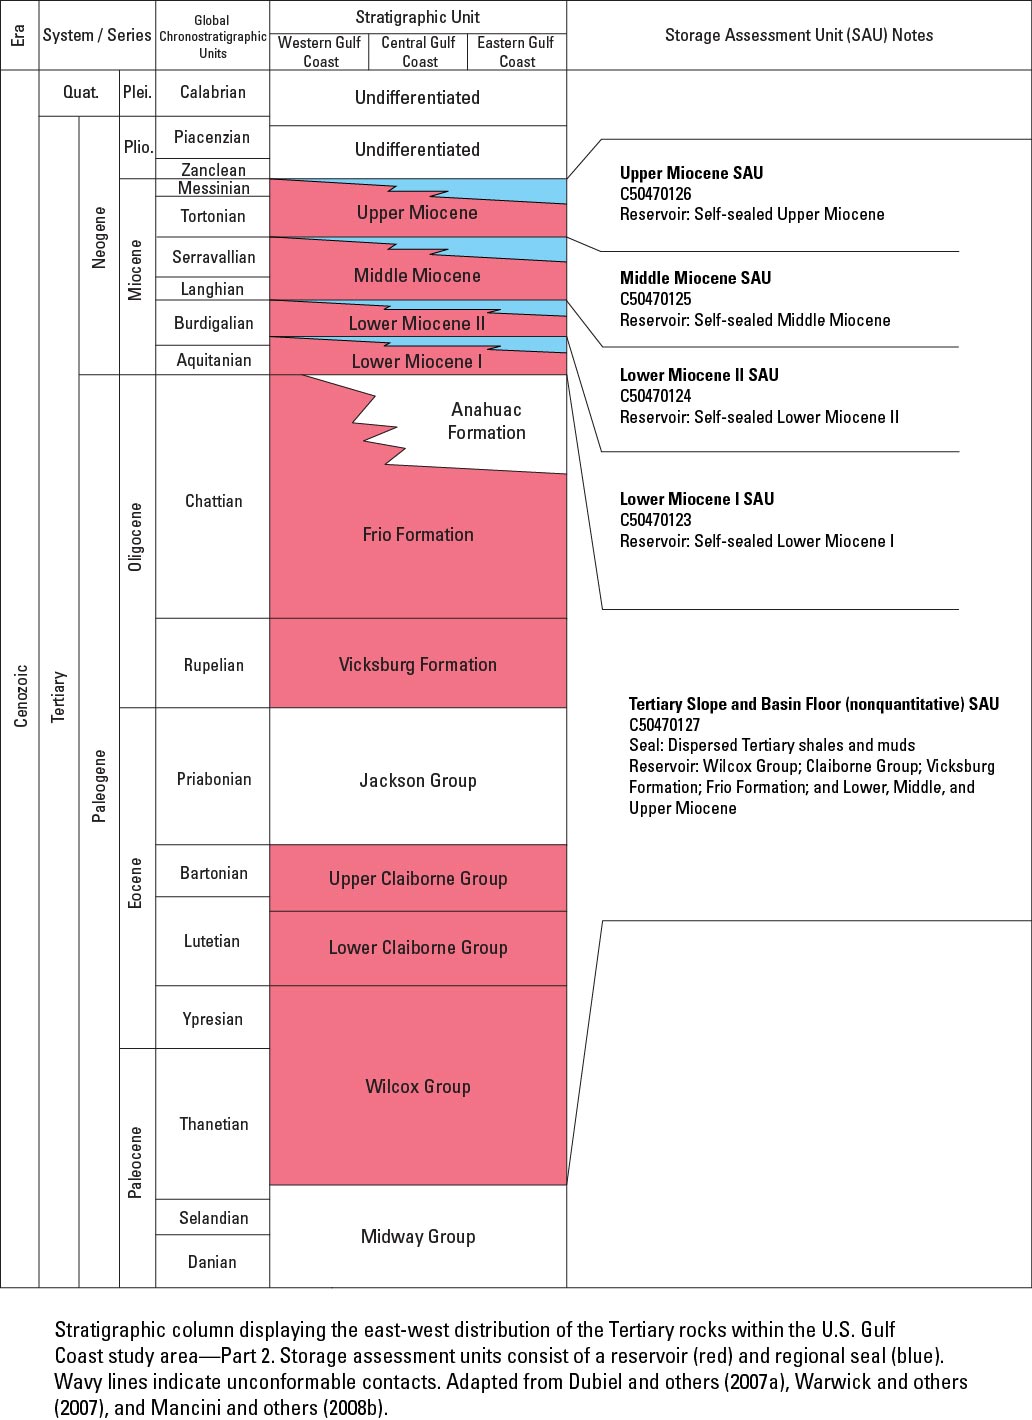 Era
System / Series
Global
Chronostratigraphic
Units
Stratigraphic Unit
Western Gulf
Coast
Central Gulf
Coast
Eastern Gulf
Coast
Storage Assessment Unit (SAU) Notes
Cenozoic
Quat.
Tertiary
Neogene
Paleogene
Plei.
Plio.
Miocene
Oligocene
Eocene
Paleocene
Calabrian
Piacenzian
Zanclean
Messinian
Tortonian
Serravallian
Langhian
Burdigalian
Aquitanian
Chattian
Rupelian
Priabonian
Bartonian
Lutetian
Ypresian
Thanetian
Selandian
Danian
Undifferentiated
Undifferentiated
Upper Miocene
Middle Miocene
Lower Miocene II
Lower Miocene I
Anahuac
Formation
Frio Formation
Vicksburg Formation
Jackson Group
Upper Claiborne Group
Lower Claiborne Group
Wilcox Group
Midway Group
Upper Miocene SAU
C50470126
Reservoir: Self-sealed Upper Miocene
Middle Miocene SAU
C50470125
Reservoir: Self-sealed Middle Miocene
Lower Miocene II SAU
C50470124
Reservoir: Self-sealed Lower Miocene II
Lower Miocene I SAU
C50470123
Reservoir: Self-sealed Lower Miocene I
Tertiary Slope and Basin Floor (nonquantitative) SAU
C50470127
Seal: Dispersed Tertiary shales and muds
Reservoir: Wilcox Group; Claiborne Group; Vicksburg
Formation; Frio Formation; and Lower, Middle, and
Upper Miocene
Stratigraphic column displaying the east-west distribution of the Tertiary rocks within the U.S. Gulf
Coast study area—Part 2. Storage assessment units consist of a reservoir (red) and regional seal (blue).
Wavy lines indicate unconformable contacts. Adapted from Dubiel and others (2007a), Warwick and others
(2007), and Mancini and others (2008b).